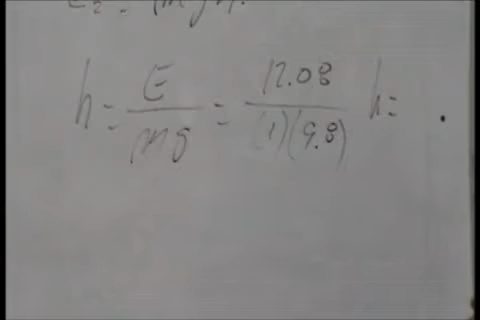 h = E/mg = 12.08/(1)(9.8) h=